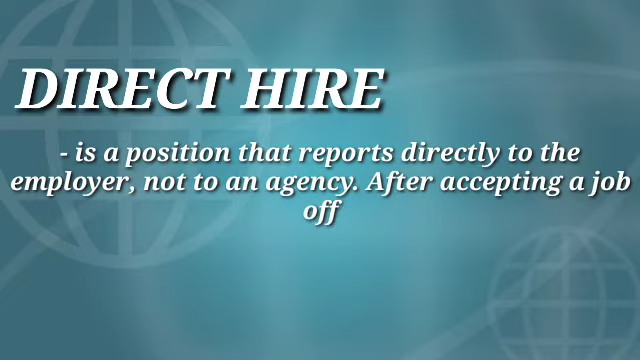 DIRECT HIRE
- is a position that reports directly to the
employer, not to an agency. After accepting a job
off